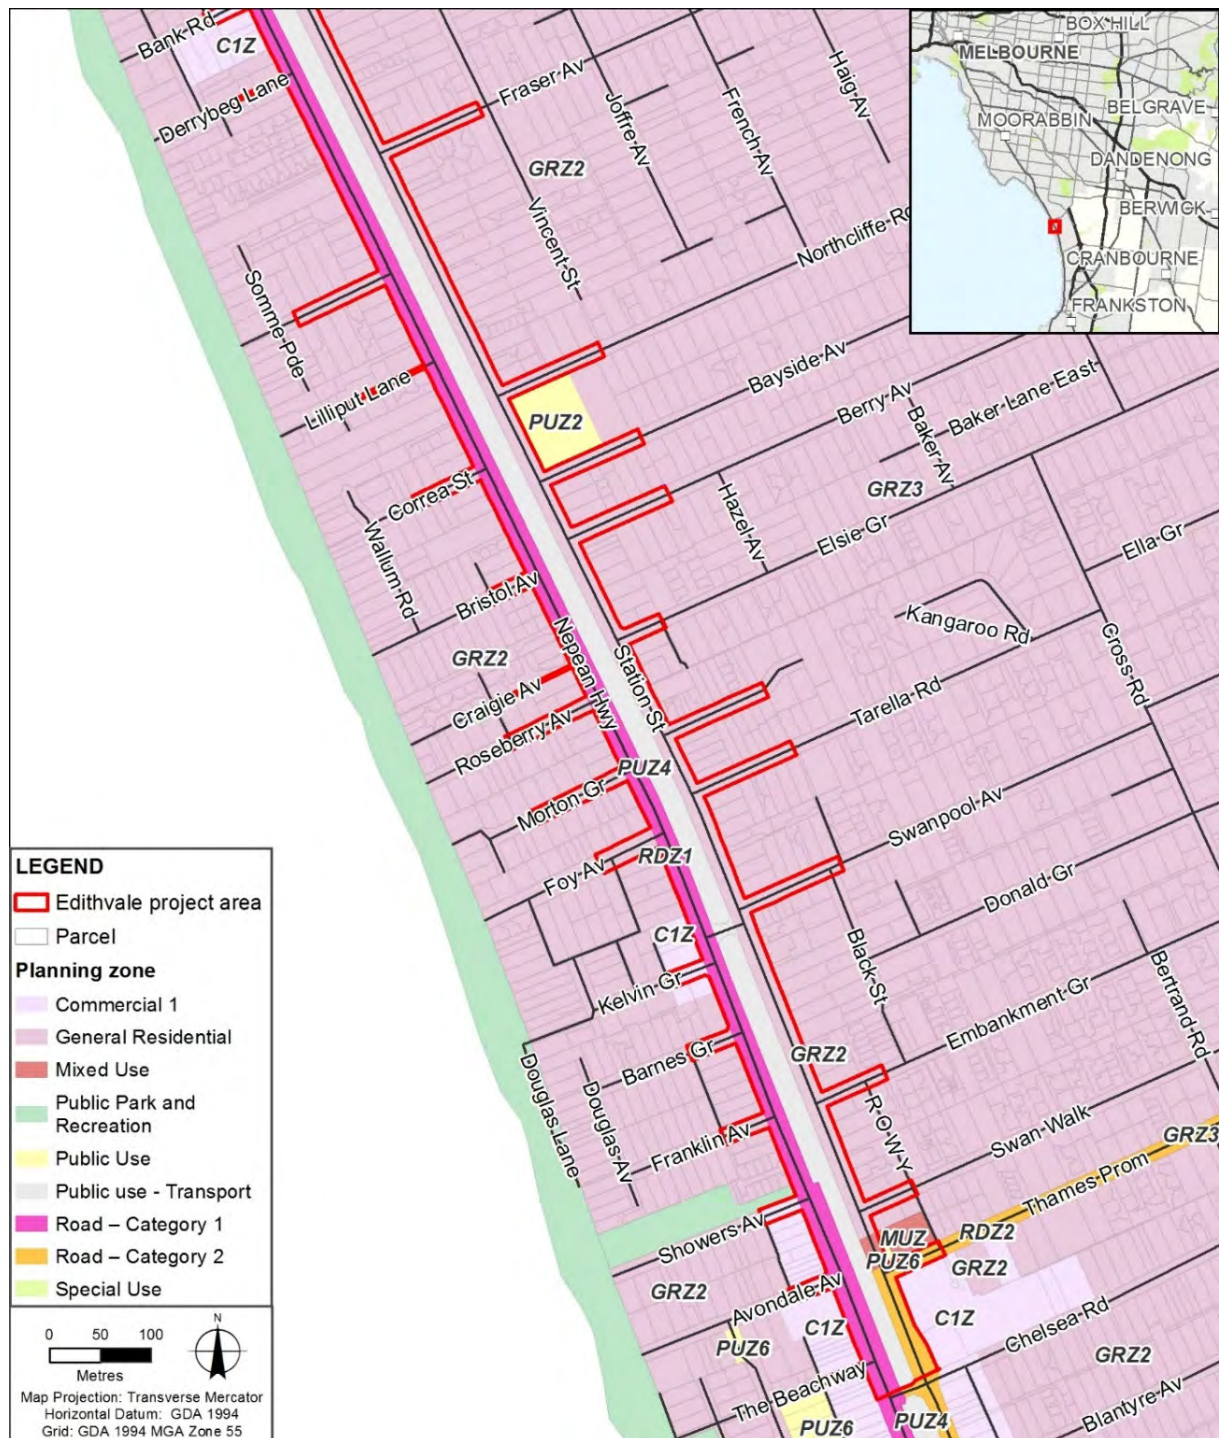 Bank Rd
C1Z
Derrybeg Lane
Fraser Av
Joffre Av
French Av
Haig Av
GRZ2
Vincent St
Northcliffe Rd
Somme Pde
Lilliput Lane
Bayside Av
Berry Av
Baker Av
Baker Lane East
PUZ2
Correa St
Wallum Rd
Hazel Av
GRZ3
Elsie Gr
Ella Gr
Bristol Av
Nepean Hwy
Station St
Kangaroo Rd
Cross Rd
GRZ2
Craigie Av
Roseberry Av
Tarella Rd
PUZ4
Morton Gr
Swanpool Av
RDZ1
Foy Av
Donald Gr
C1Z
Black St
Kelvin Gr
Embankment Gr
Bertrand Rd
Barnes Gr
GRZ2
Douglas Lane
Douglas Av
R-O-W-Y
Franklin Av
Swan Walk
GRZ3
Thames Prom
Showers Av
MUZ
RDZ2
PUZ6
GRZ2
GRZ2
Avondale Av
C1Z
C1Z
Chelsea Rd
PUZ6
GRZ2
The Beachway
PUZ6
PUZ4
Blantyre Av
BOX HILL
MELBOURNE
BELGRAVE
MOORABBIN
DANDENONG
BERWICK
CRANBOURNE
FRANKSTON
LEGEND
Edithvale project area
Parcel
Planning zone
Commercial 1
General Residential
Mixed Use
Public Park and
Recreation
Public Use
Public use - Transport
Road – Category 1
Road – Category 2
Special Use
0 50 100
Metres
N
Map Projection: Transverse Mercator
Horizontal Datum: GDA 1994
Grid: GDA 1994 MGA Zone 55